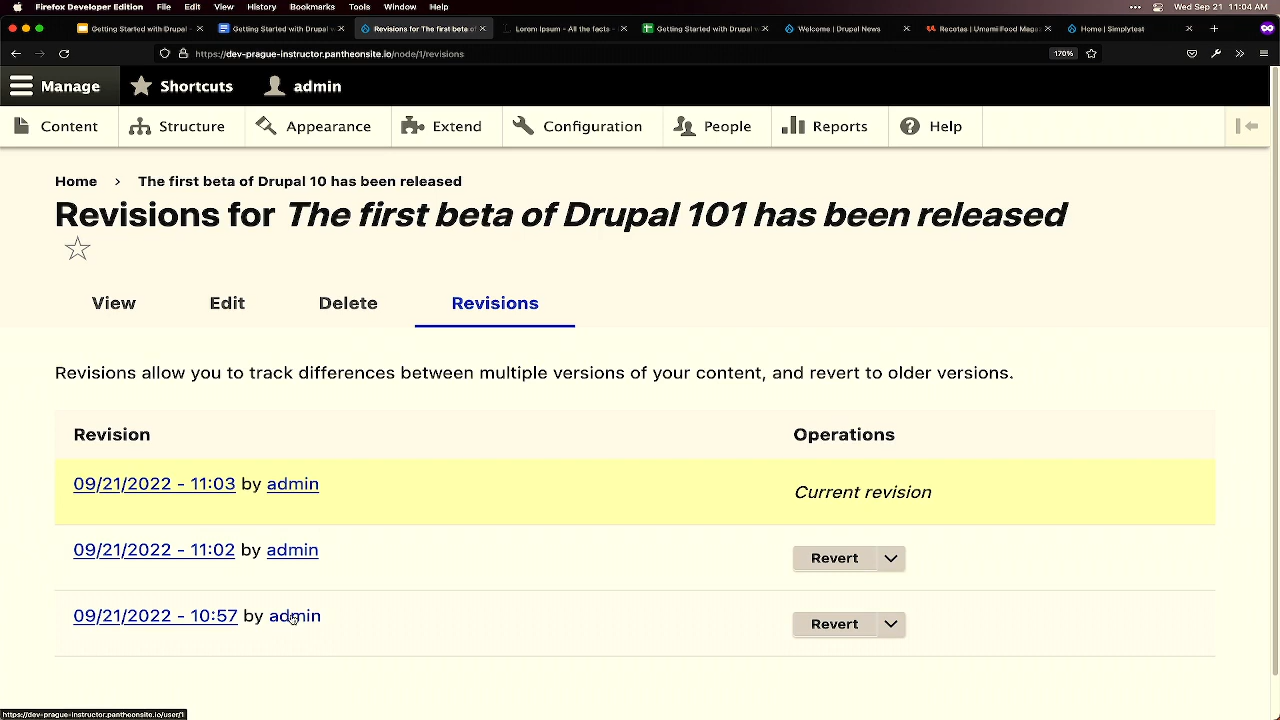 Firefox Developer Edition File Edit View History Bookmarks Tools Window Help Wed Sep 21 11:04 AM
Getting Started with Drupal - Getting Started with Drupal w Revisions for The first beta of Lorem Ipsum - All the facts - Getting Started with Drupal w Welcome | Drupal News Recetas | Umami Food Maga Home | Simplytest
https://dev-prague-instructor.pantheonsite.io/node/1/revisions 170%
Manage Shortcuts admin
Content Structure Appearance Extend Configuration People Reports Help
Home › The first beta of Drupal 10 has been released
Revisions for The first beta of Drupal 101 has been released
View Edit Delete Revisions
Revisions allow you to track differences between multiple versions of your content, and revert to older versions.
Revision Operations
09/21/2022 - 11:03 by admin Current revision
09/21/2022 - 11:02 by admin Revert
09/21/2022 - 10:57 by admin Revert
https://dev-prague-instructor.pantheonsite.io/user/1